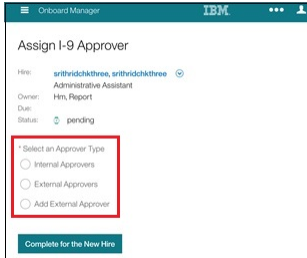 Onboard Manager IBM
Assign I-9 Approver
Hire: srithridchkthree, srithridchkthree
Administrative Assistant
Owner: Hm, Report
Due:
Status: pending
* Select an Approver Type
Internal Approvers
External Approvers
Add External Approver
Complete for the New Hire